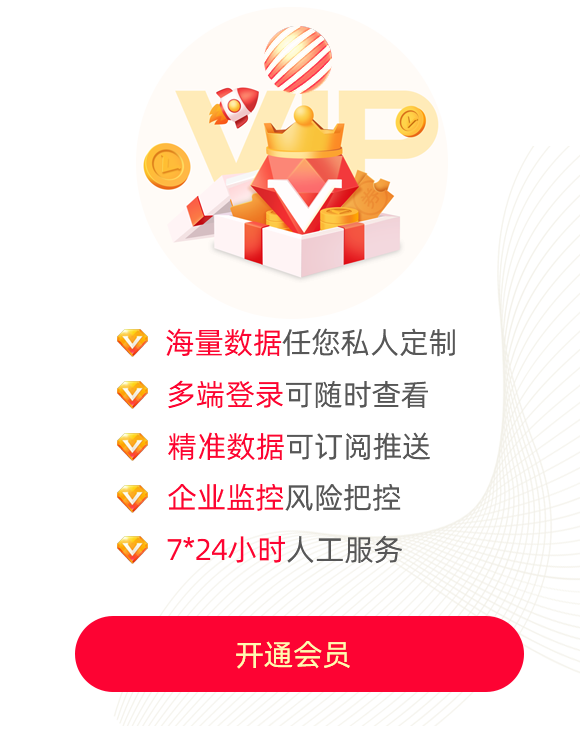 VIP
V
海量数据任您私人定制
多端登录可随时查看
精准数据可订阅推送
企业监控风险把控
7*24小时人工服务
开通会员